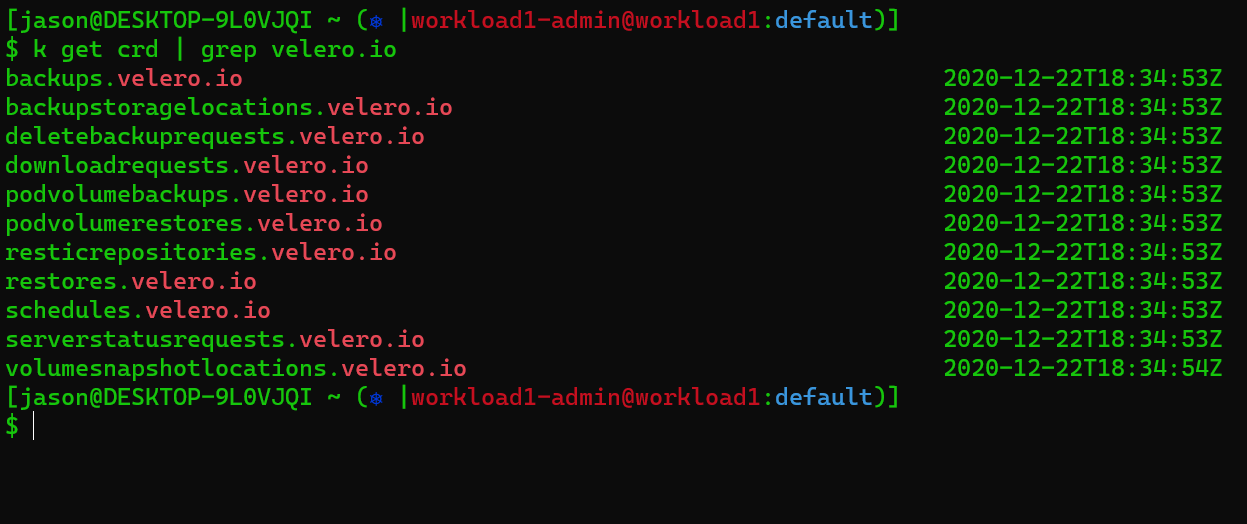 [jason@DESKTOP-9L0VJQI ~ (⎈ |workload1-admin@workload1:default)]
$ k get crd | grep velero.io
backups.velero.io 2020-12-22T18:34:53Z
backupstoragelocations.velero.io 2020-12-22T18:34:53Z
deletebackuprequests.velero.io 2020-12-22T18:34:53Z
downloadrequests.velero.io 2020-12-22T18:34:53Z
podvolumebackups.velero.io 2020-12-22T18:34:53Z
podvolumerestores.velero.io 2020-12-22T18:34:53Z
resticrepositories.velero.io 2020-12-22T18:34:53Z
restores.velero.io 2020-12-22T18:34:53Z
schedules.velero.io 2020-12-22T18:34:53Z
serverstatusrequests.velero.io 2020-12-22T18:34:53Z
volumesnapshotlocations.velero.io 2020-12-22T18:34:54Z
[jason@DESKTOP-9L0VJQI ~ (⎈ |workload1-admin@workload1:default)]
$